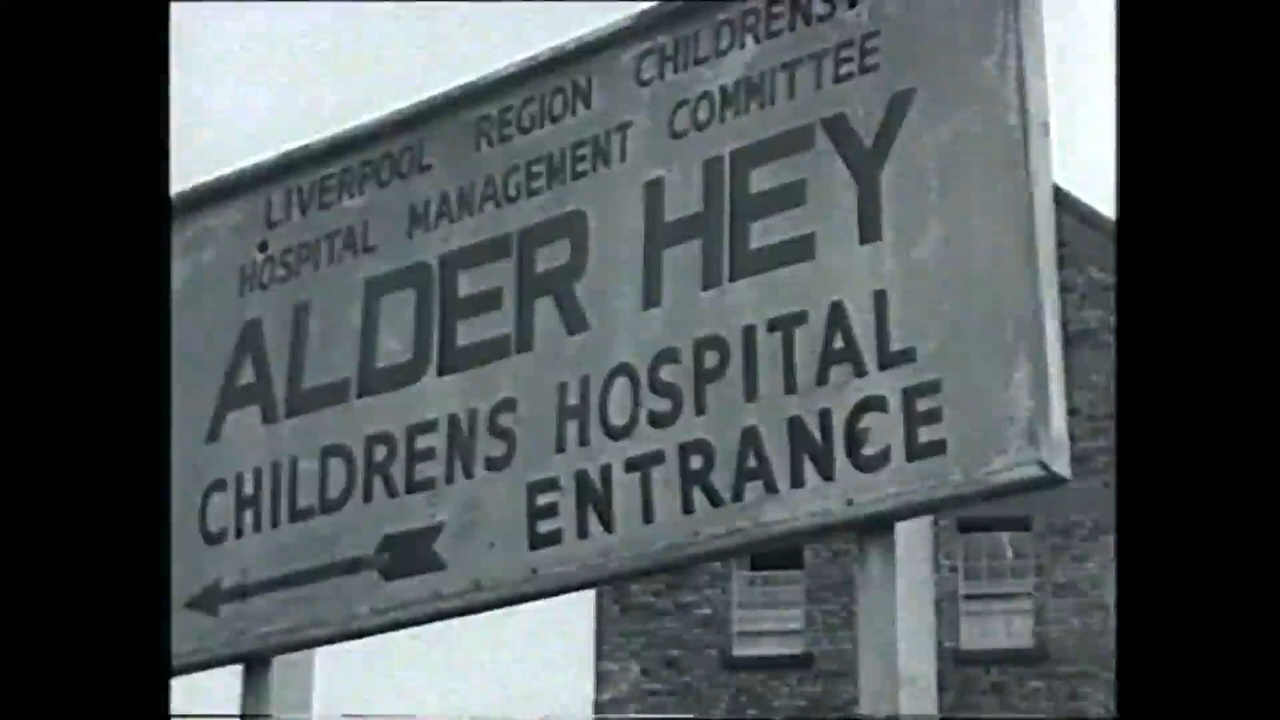 LIVERPOOL REGION CHILDRENS'
HOSPITAL MANAGEMENT COMMITTEE
ALDER HEY
CHILDRENS HOSPITAL
ENTRANCE